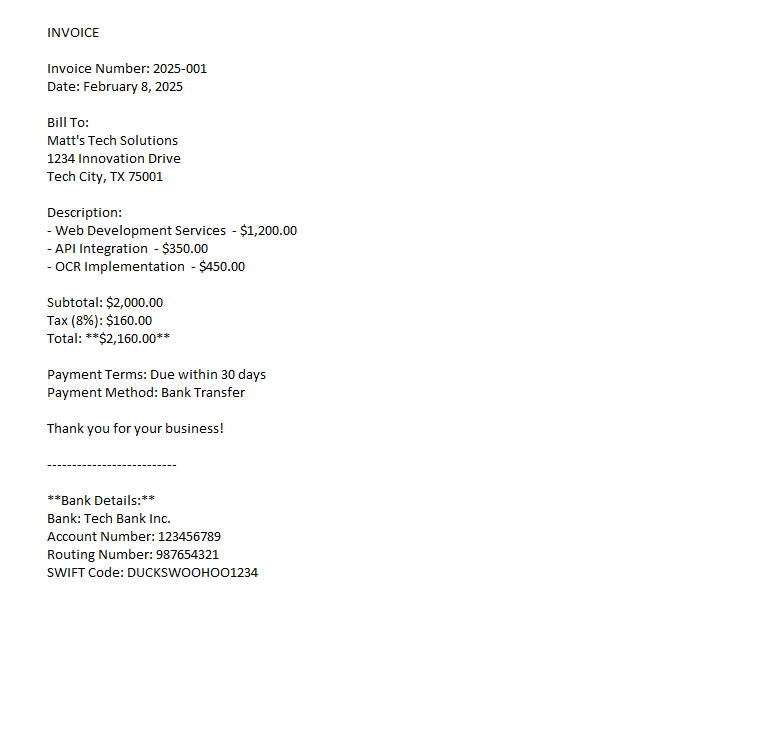 INVOICE
Invoice Number: 2025-001
Date: February 8, 2025
Bill To:
Matt's Tech Solutions
1234 Innovation Drive
Tech City, TX 75001
Description:
- Web Development Services  - $1,200.00
- API Integration  - $350.00
- OCR Implementation  - $450.00
Subtotal: $2,000.00
Tax (8%): $160.00
Total: **$2,160.00**
Payment Terms: Due within 30 days
Payment Method: Bank Transfer
Thank you for your business!
--------------------------
**Bank Details:**
Bank: Tech Bank Inc.
Account Number: 123456789
Routing Number: 987654321
SWIFT Code: DUCKSWOOHOO1234